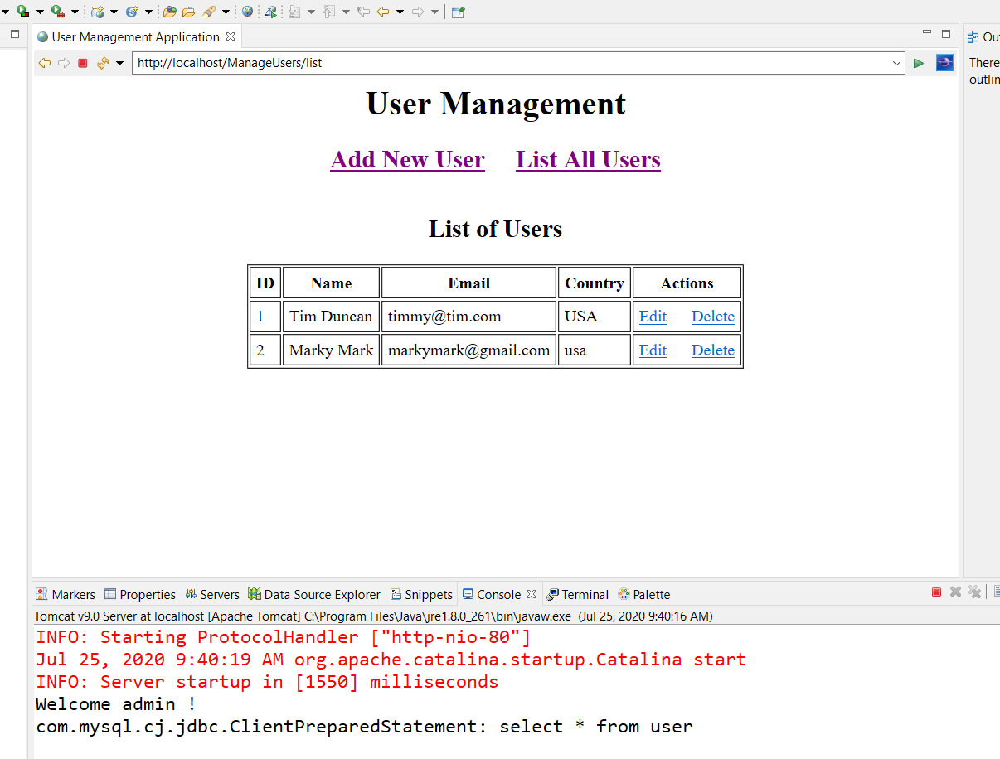 User Management Application
Out
http://localhost/ManageUsers/list
There
outlin
User Management
Add New User List All Users
List of Users
ID Name Email Country Actions
1 Tim Duncan timmy@tim.com USA Edit Delete
2 Marky Mark markymark@gmail.com usa Edit Delete
Markers Properties Servers Data Source Explorer Snippets Console Terminal Palette
Tomcat v9.0 Server at localhost [Apache Tomcat] C:\Program Files\Java\jre1.8.0_261\bin\javaw.exe (Jul 25, 2020 9:40:16 AM)
INFO: Starting ProtocolHandler ["http-nio-80"]
Jul 25, 2020 9:40:19 AM org.apache.catalina.startup.Catalina start
INFO: Server startup in [1550] milliseconds
Welcome admin !
com.mysql.cj.jdbc.ClientPreparedStatement: select * from user